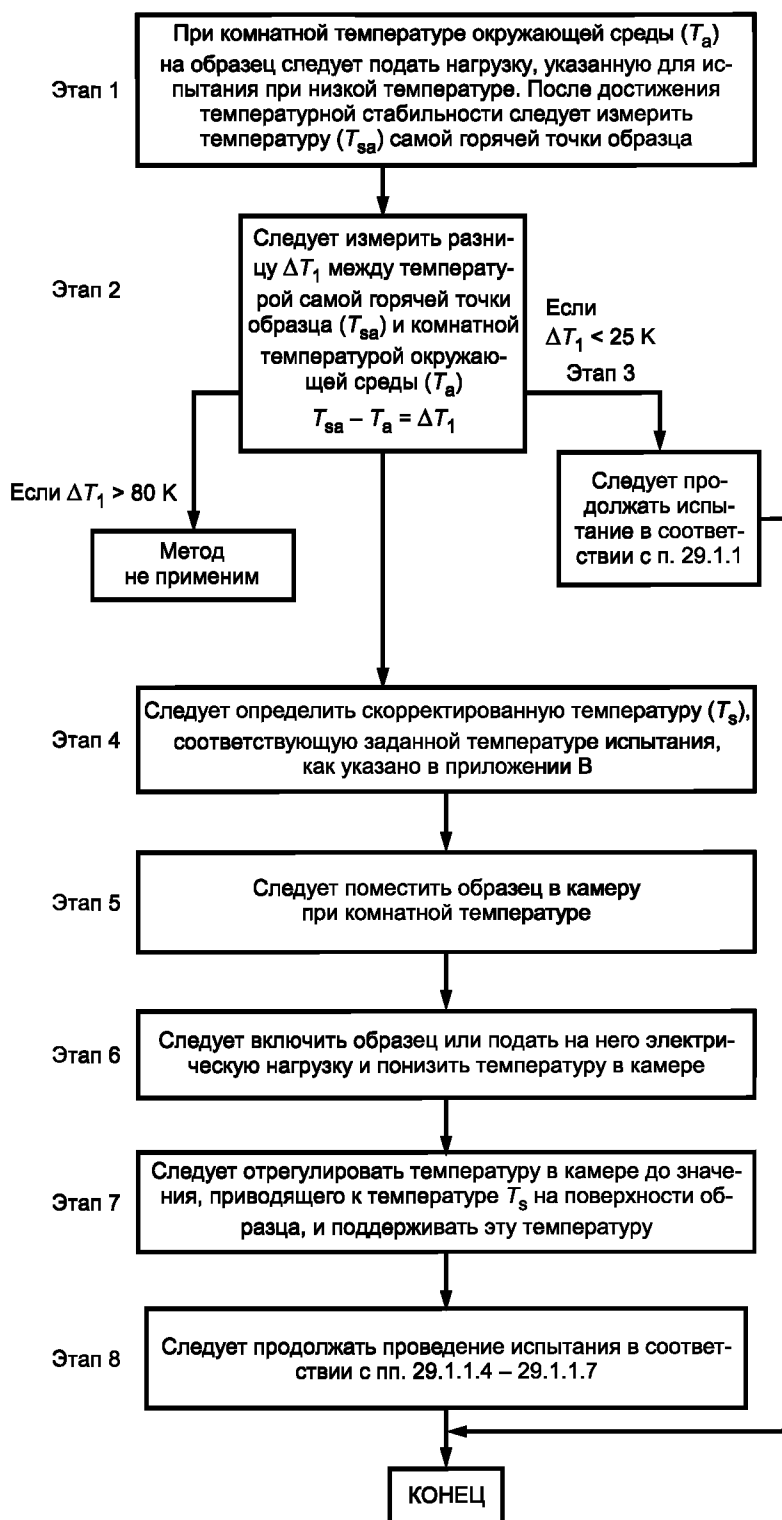 При комнатной температуре окружающей среды (Tа)
на образец следует подать нагрузку, указанную для ис-
пытания при низкой температуре. После достижения
температурной стабильности следует измерить
температуру (Tsa) самой горячей точки образца
Этап 1
Следует измерить разни-
цу ΔT1 между температу-
рой самой горячей точки
образца (Tsa) и комнатной
температурой окружаю-
щей среды (Ta)
Tsa – Ta = ΔT1
Этап 2
Если
ΔT1 < 25 K
Этап 3
Если ΔT1 > 80 K
Метод
не применим
Следует про-
должать испы-
тание в соответ-
ствии с п. 29.1.1
Этап 4
Следует определить скорректированную температуру (Ts),
соответствующую заданной температуре испытания,
как указано в приложении В
Этап 5
Следует поместить образец в камеру
при комнатной температуре
Этап 6
Следует включить образец или подать на него электри-
ческую нагрузку и понизить температуру в камере
Этап 7
Следует отрегулировать температуру в камере до значе-
ния, приводящего к температуре Ts на поверхности об-
разца, и поддерживать эту температуру
Этап 8
Следует продолжать проведение испытания в соответ-
ствии с пп. 29.1.1.4 – 29.1.1.7
КОНЕЦ